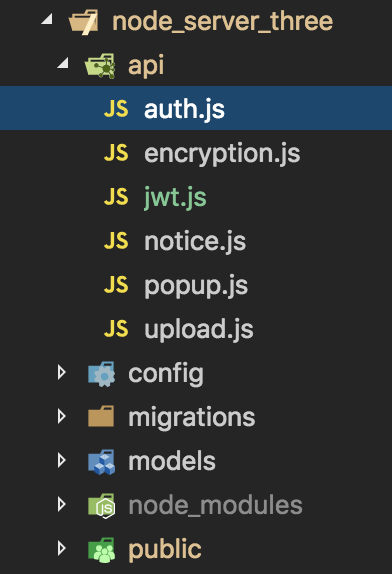 node_server_three
api
JS auth.js
JS encryption.js
JS jwt.js
JS notice.js
JS popup.js
JS upload.js
config
migrations
models
node_modules
public